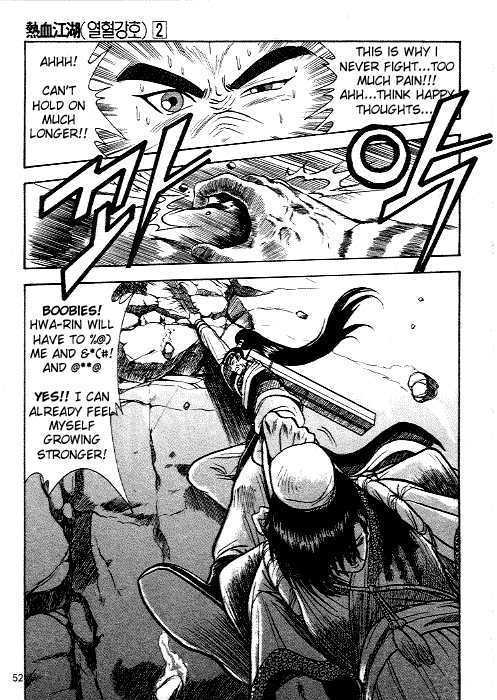 熱血江湖(열혈강호) 2
AHHH!
CAN'T
HOLD ON
MUCH
LONGER!!
THIS IS WHY I
NEVER FIGHT...TOO
MUCH PAIN!!!
AHH...THINK HAPPY
THOUGHTS...
꽈
악
BOOBIES!
HWA-RIN WILL
HAVE TO %@)
ME AND &*(#!
AND @**@
YES!! I CAN
ALREADY FEEL
MYSELF
GROWING
STRONGER!
52